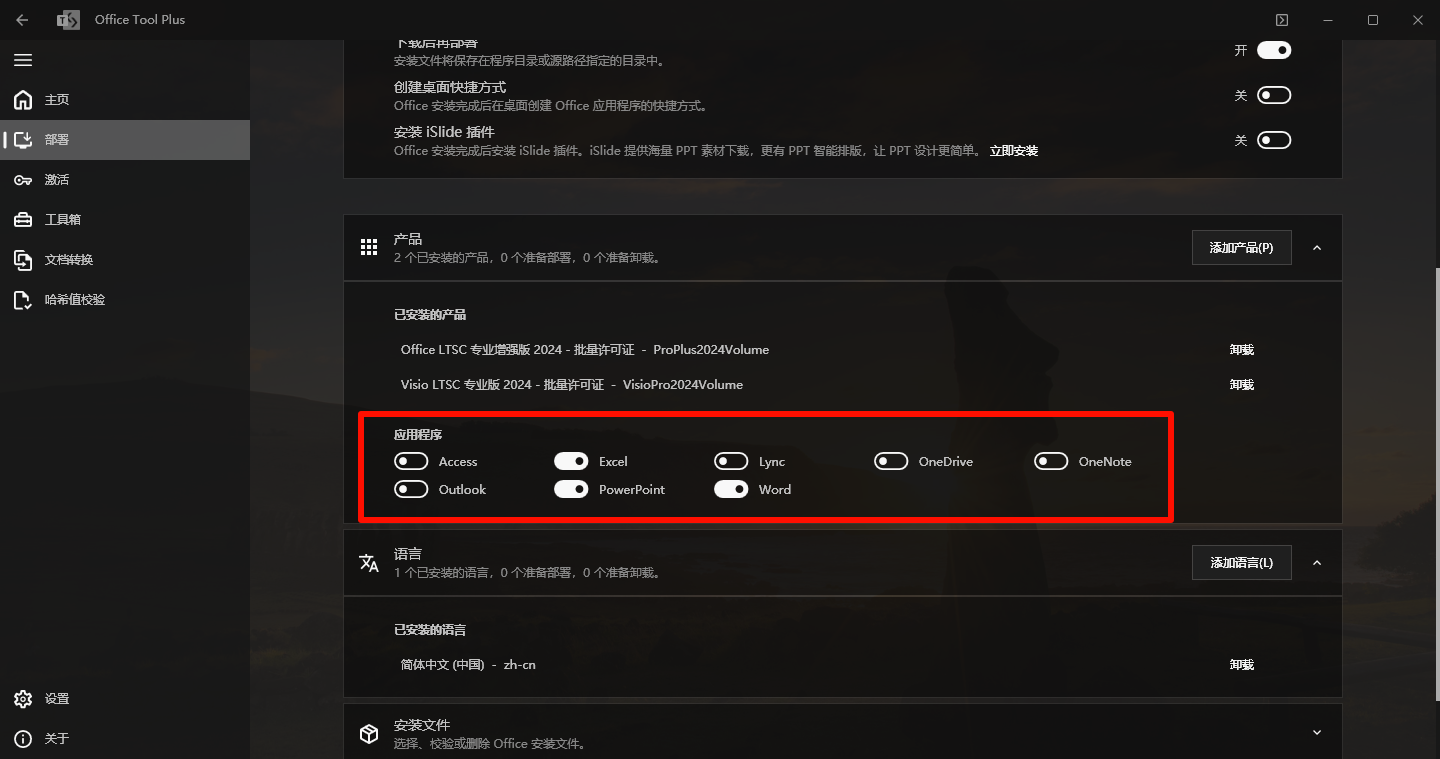 Office Tool Plus
主页
部署
激活
工具箱
文档转换
哈希值校验
设置
关于
下载后再部署
安装文件将保存在程序目录或源路径指定的目录中。
开
创建桌面快捷方式
Office 安装完成后在桌面创建 Office 应用程序的快捷方式。
关
安装 iSlide 插件
Office 安装完成后安装 iSlide 插件。iSlide 提供海量 PPT 素材下载，更有 PPT 智能排版，让 PPT 设计更简单。 立即安装
关
产品
2 个已安装的产品，0 个准备部署，0 个准备卸载。
添加产品(P)
已安装的产品
Office LTSC 专业增强版 2024 - 批量许可证 - ProPlus2024Volume 卸载
Visio LTSC 专业版 2024 - 批量许可证 - VisioPro2024Volume 卸载
应用程序
Access Excel Lync OneDrive OneNote
Outlook PowerPoint Word
语言
1 个已安装的语言，0 个准备部署，0 个准备卸载。
添加语言(L)
已安装的语言
简体中文 (中国) - zh-cn 卸载
安装文件
选择、校验或删除 Office 安装文件。